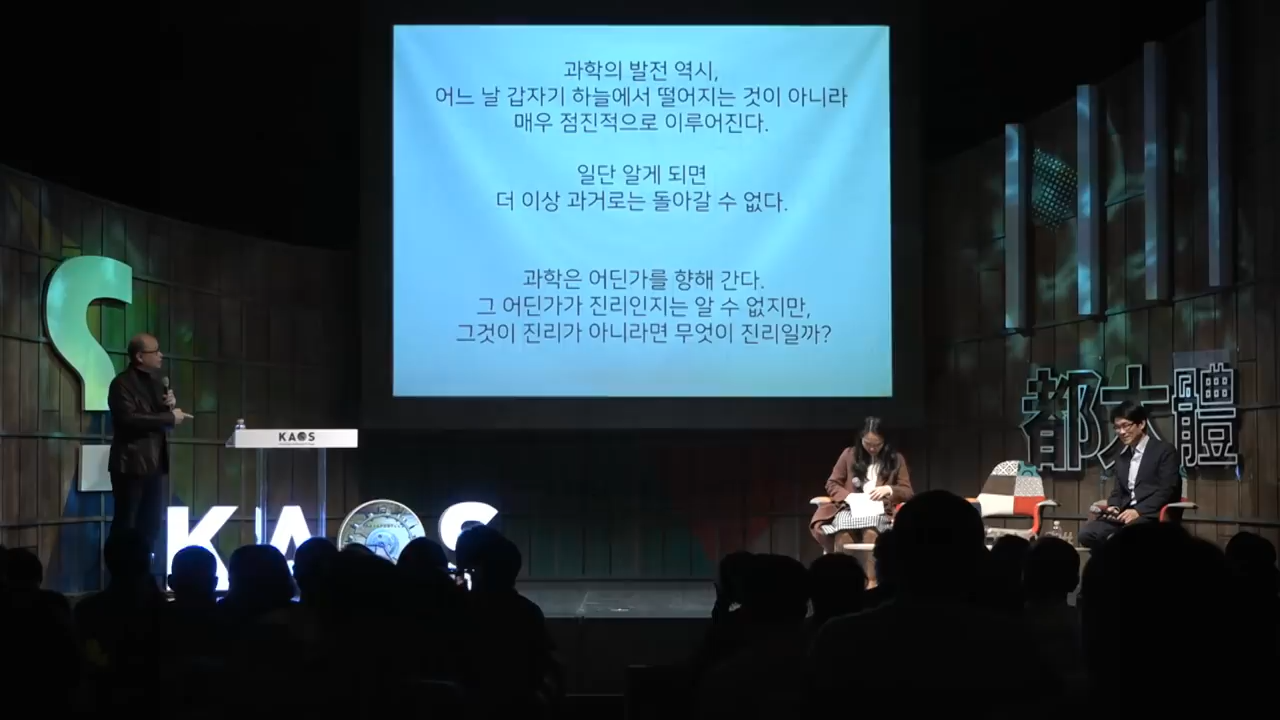 과학의 발전 역시,
어느 날 갑자기 하늘에서 떨어지는 것이 아니라
매우 점진적으로 이루어진다.
일단 알게 되면
더 이상 과거로는 돌아갈 수 없다.
과학은 어딘가를 향해 간다.
그 어딘가가 진리인지는 알 수 없지만,
그것이 진리가 아니라면 무엇이 진리일까?
都大體
KAOS
KAOS